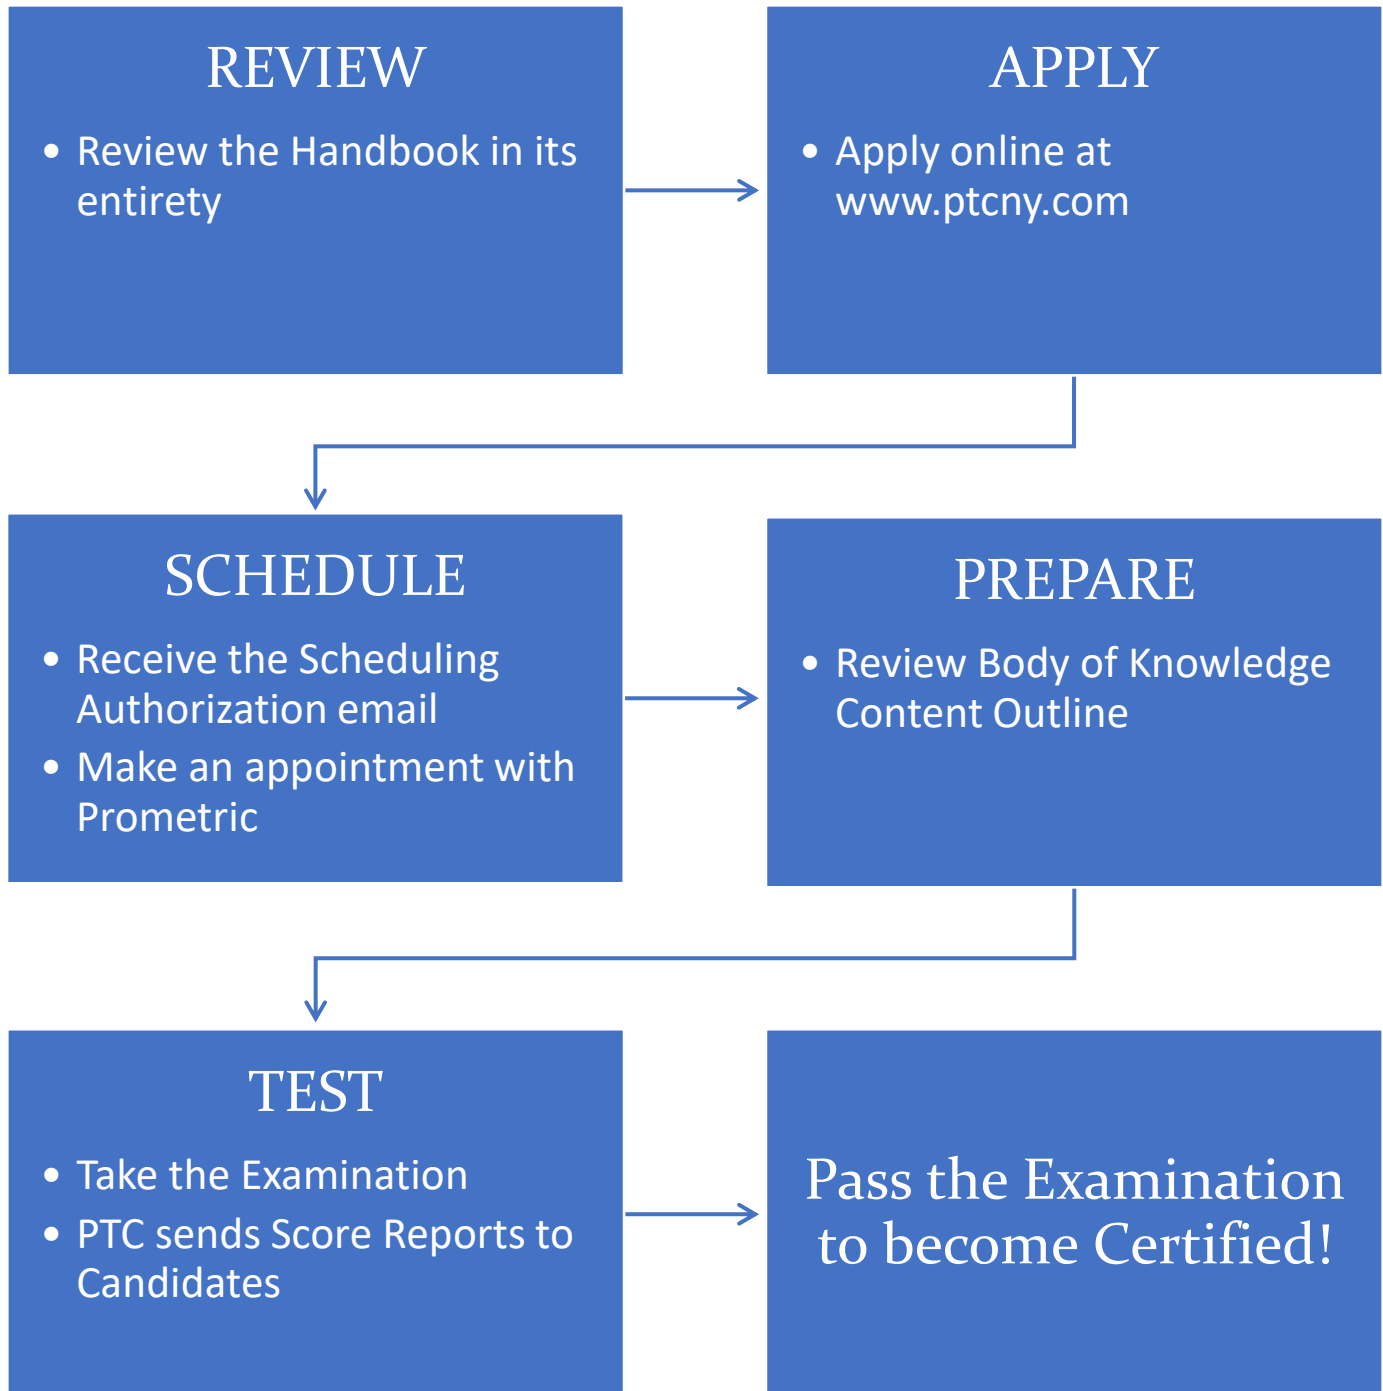 REVIEW
• Review the Handbook in its
entirety
APPLY
• Apply online at
www.ptcny.com
SCHEDULE
• Receive the Scheduling
Authorization email
• Make an appointment with
Prometric
PREPARE
• Review Body of Knowledge
Content Outline
TEST
• Take the Examination
• PTC sends Score Reports to
Candidates
Pass the Examination
to become Certified!